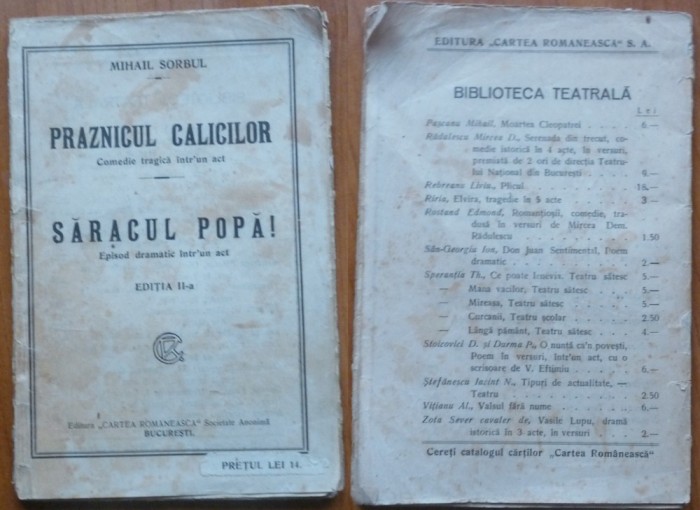 MIHAIL SORBUL
PRAZNICUL CALICILOR
Comedie tragică într'un act
SĂRACUL POPĂ!
Episod dramatic într'un act
EDIȚIA II-a
Editura „CARTEA ROMANEASCĂ“ Societate Anonimă
BUCUREȘTI.
PREȚUL LEI 14.
EDITURA „CARTEA ROMANEASCĂ“ S. A.
BIBLIOTECA TEATRALĂ
Lei
Pașcanu Mihail, Moartea Cleopatrei . . . . 6.—
Rădulescu Mircea D., Serenada din trecut, co-
medie istorică în 4 acte, în versuri,
premiată de 2 ori de direcția Teatru-
lui Național din București . . . .
Rebreanu Liviu, Plicul . . . . 16.—
Riria, Elvira, tragedie în 5 acte . . . . 3—
Rostand Edmond, Romanțioșii, comedie, tra-
dusă în versuri de Mircea Dem.
Rădulescu . . . . 1.50
Sân-Georgiu Ion, Don Juan Sentimental, Poem
dramatic . . . . 2.—
Speranția Th., Ce poate Teatru sătesc 5.—
— Mama vacilor, Teatru sătesc . . 5.—
— Mireasa, Teatru sătesc . . . . 5.—
— Curcanii, Teatru școlar . . . . 2.50
— Lângă pământ, Teatru sătesc . . 4.—
Stoicovici D. și Darma P., O nuntă ca'n povești,
Poem în versuri, într'un act, cu o
scrisoare de V. Eftimiu . . . . 6.—
Ștefănescu Iacint N., Tipuri de actualitate, —
Teatru . . . . 2.50
Vițianu Al., Valsul fără nume . . . . 6.—
Zotu Sever cavaler de, Vasile Lupu, dramă
istorică în 3 acte, în versuri . . . 2.—
Cereți catalogul cărților „Cartea Românească“